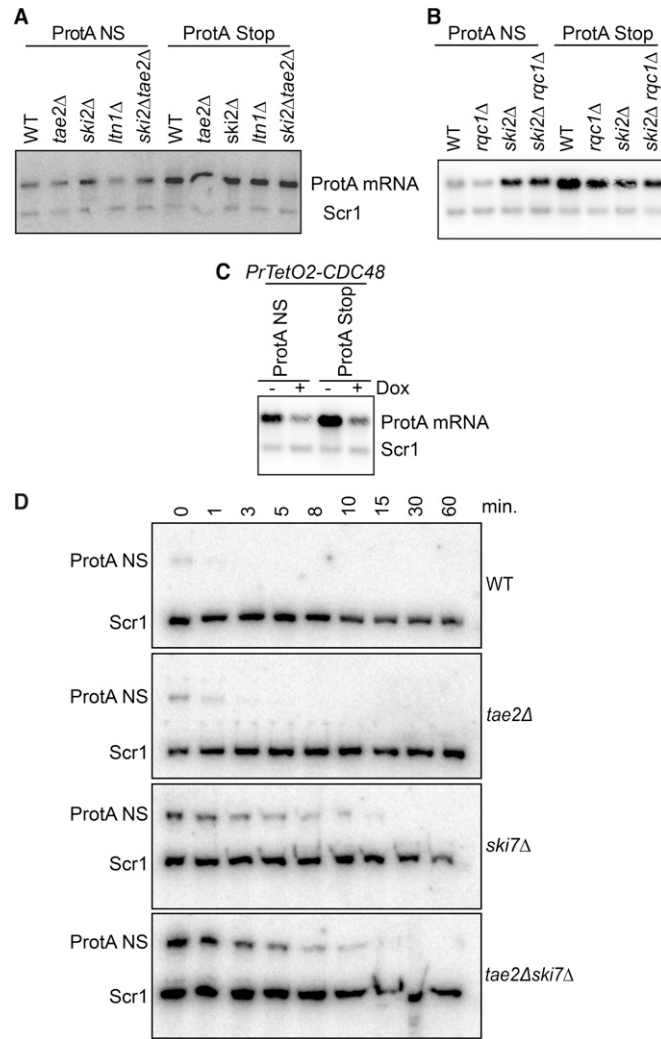 A
ProtA NS ProtA Stop
WT tae2Δ ski2Δ ltn1Δ ski2Δtae2Δ WT tae2Δ ski2Δ ltn1Δ ski2Δtae2Δ
ProtA mRNA
Scr1
B
ProtA NS ProtA Stop
WT rqc1Δ ski2Δ ski2Δ rqc1Δ WT rqc1Δ ski2Δ ski2Δ rqc1Δ
C PrTetO2-CDC48
ProtA NS ProtA Stop
- + - + Dox
ProtA mRNA
Scr1
D
0 1 3 5 8 10 15 30 60 min.
ProtA NS
WT
Scr1
ProtA NS
tae2Δ
Scr1
ProtA NS
ski7Δ
Scr1
ProtA NS
tae2Δski7Δ
Scr1